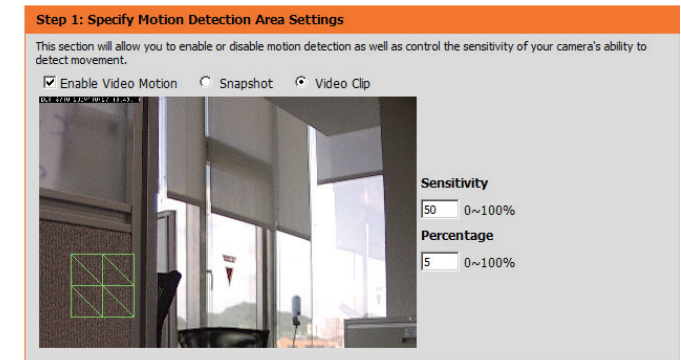 Step 1: Specify Motion Detection Area Settings
This section will allow you to enable or disable motion detection as well as control the sensitivity of your camera's ability to
detect movement.
Enable Video Motion Snapshot Video Clip
Sensitivity
50 0~100%
Percentage
5 0~100%